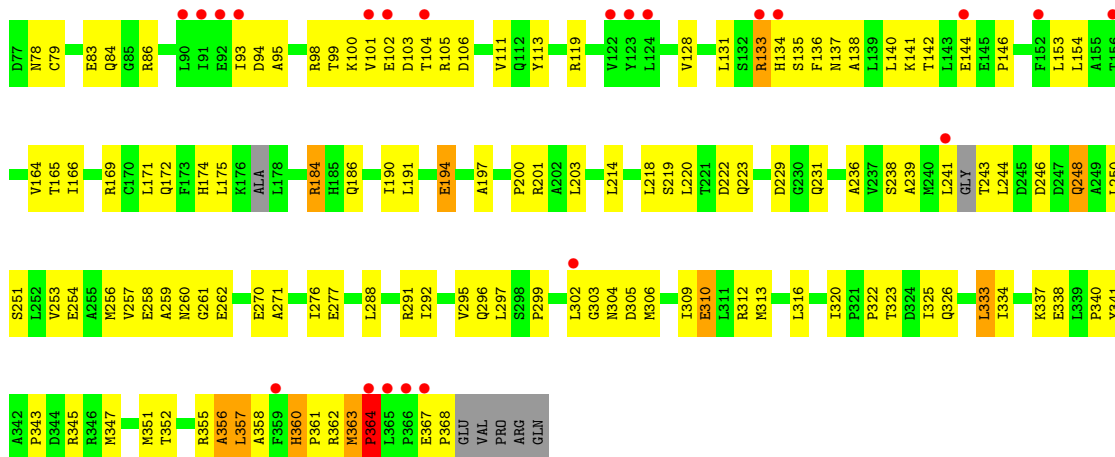 D77 N78 C79 E83 Q84 G85 R86 L90 I91 E92 I93 D94 A95 R98 T99 K100 V101 E102 D103 T104 R105 D106 V111 Q112 Y113 R119 V122 Y123 L124 V128 L131 S132 R133 H134 S135 F136 N137 A138 L139 L140 K141 T142 L143 E144 E145 P146 F152 L153 L154 A155 T156
V164 T165 I166 R169 C170 L171 Q172 F173 H174 L175 K176 ALA L178 R184 H185 Q186 I190 L191 E194 A197 P200 R201 A202 L203 L214 L218 S219 L220 T221 D222 Q223 D229 G230 Q231 A236 V237 S238 A239 M240 L241 GLY T243 L244 D245 D246 D247 Q248 A249 L250
S251 L252 V253 E254 A255 M256 V257 E258 A259 N260 G261 E262 E270 A271 I276 E277 L288 R291 I292 V295 Q296 L297 S298 P299 L302 G303 N304 D305 M306 I309 E310 L311 R312 M313 L316 I320 P321 P322 T323 D324 I325 Q326 L333 I334 K337 E338 L339 P340 Y341
A342 P343 D344 R345 R346 M347 M351 T352 R355 A356 L357 A358 F359 H360 P361 R362 M363 P364 L365 P366 E367 P368 GLU VAL PRO ARG GLN